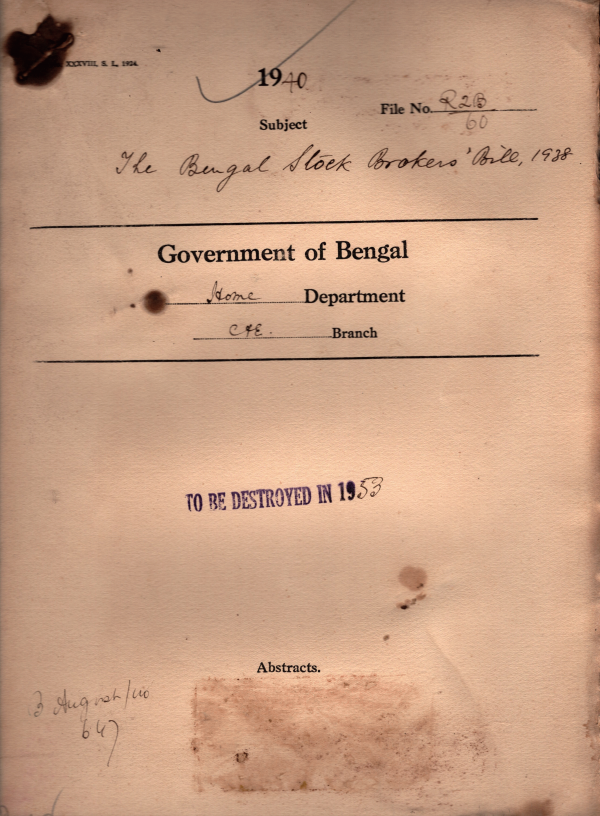 XXXVIII, S. L., 1934.
1940
File No. R2B
60
Subject
The Bengal Stock Brokers' Bill, 1938
Government of Bengal
Home Department
Branch
TO BE DESTROYED IN 1953
Abstracts.
3 August/40
647